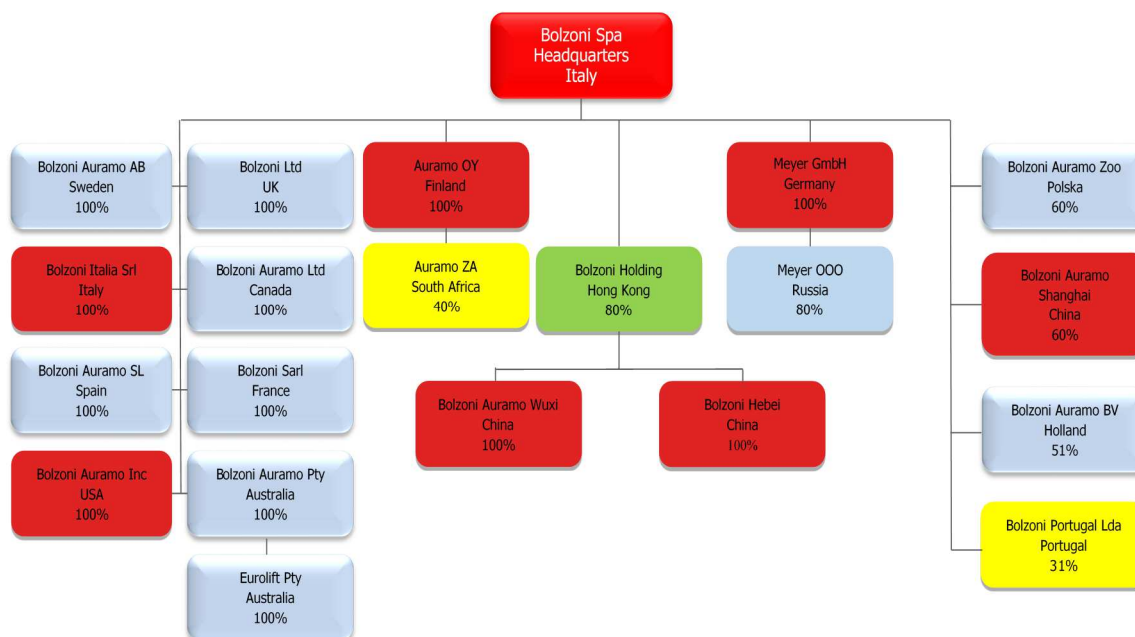 Bolzoni Spa
Headquarters
Italy
Bolzoni Auramo AB
Sweden
100%
Bolzoni Ltd
UK
100%
Auramo OY
Finland
100%
Meyer GmbH
Germany
100%
Bolzoni Auramo Zoo
Polska
60%
Bolzoni Italia Srl
Italy
100%
Bolzoni Auramo Ltd
Canada
100%
Auramo ZA
South Africa
40%
Bolzoni Holding
Hong Kong
80%
Meyer OOO
Russia
80%
Bolzoni Auramo
Shanghai
China
60%
Bolzoni Auramo SL
Spain
100%
Bolzoni Sarl
France
100%
Bolzoni Auramo Wuxi
China
100%
Bolzoni Hebei
China
100%
Bolzoni Auramo BV
Holland
51%
Bolzoni Auramo Inc
USA
100%
Bolzoni Auramo Pty
Australia
100%
Bolzoni Portugal Lda
Portugal
31%
Eurolift Pty
Australia
100%